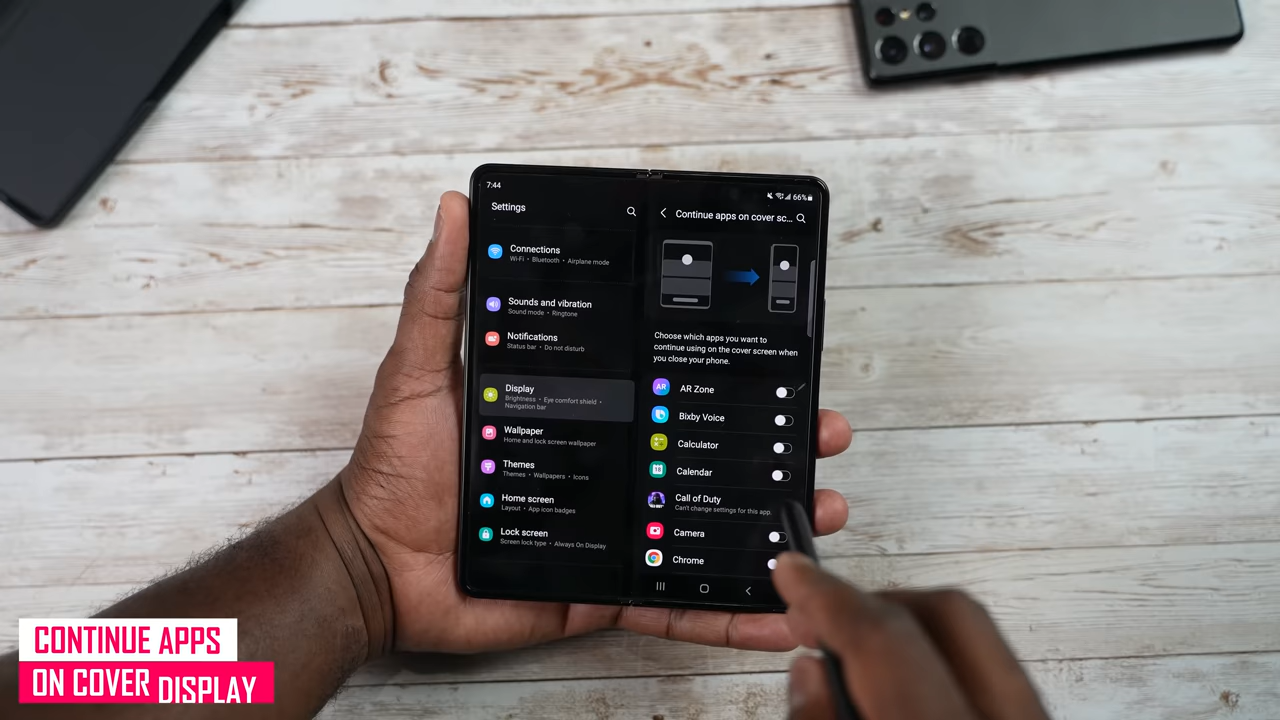 7:44
66%
Settings
Connections
Wi-Fi • Bluetooth • Airplane mode
Sounds and vibration
Sound mode • Ringtone
Notifications
Status bar • Do not disturb
Display
Brightness • Eye comfort shield •
Navigation bar
Wallpaper
Home and lock screen wallpaper
Themes
Themes • Wallpapers • Icons
Home screen
Layout • App icon badges
Lock screen
Screen lock type • Always On Display
Continue apps on cover sc...
Choose which apps you want to
continue using on the cover screen when
you close your phone.
AR
AR Zone
Bixby Voice
Calculator
18
Calendar
Call of Duty
Can't change settings for this app.
Camera
Chrome
CONTINUE APPS
ON COVER DISPLAY